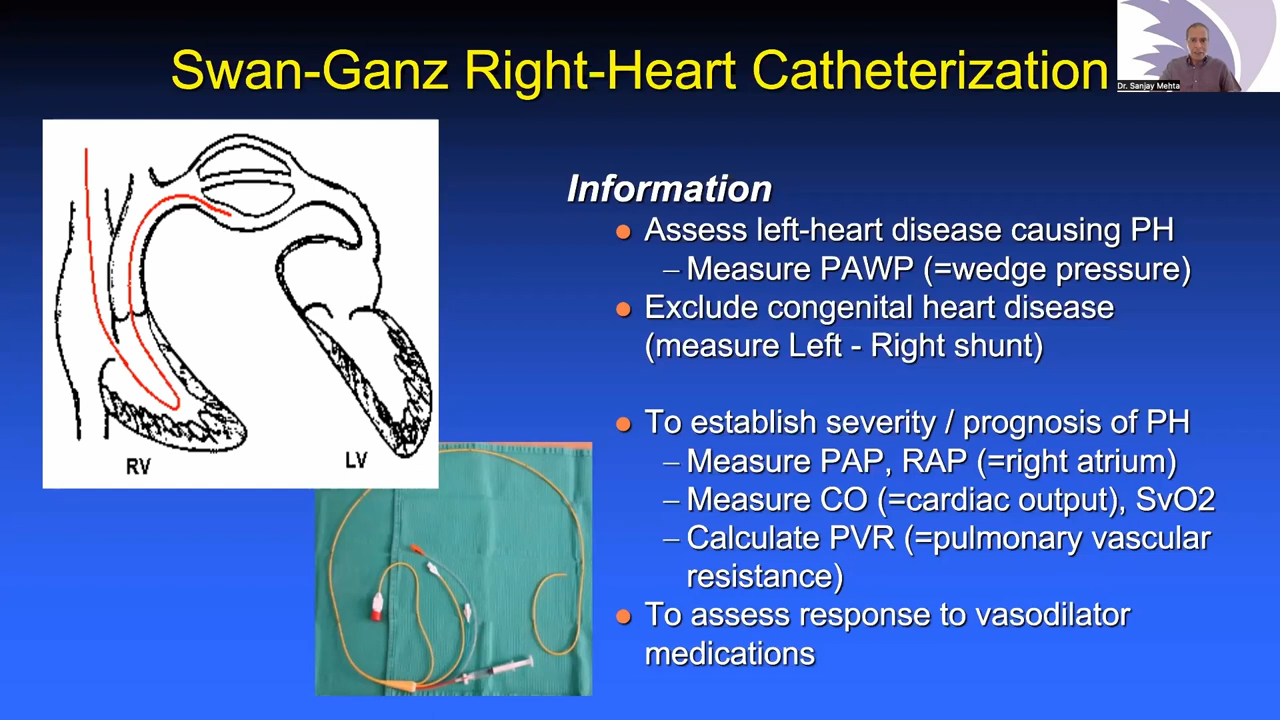 Swan-Ganz Right-Heart Catheterization
Dr. Sanjay Mehta
RV
LV
Information
● Assess left-heart disease causing PH
– Measure PAWP (=wedge pressure)
● Exclude congenital heart disease
(measure Left - Right shunt)
● To establish severity / prognosis of PH
– Measure PAP, RAP (=right atrium)
– Measure CO (=cardiac output), SvO2
– Calculate PVR (=pulmonary vascular
resistance)
● To assess response to vasodilator
medications